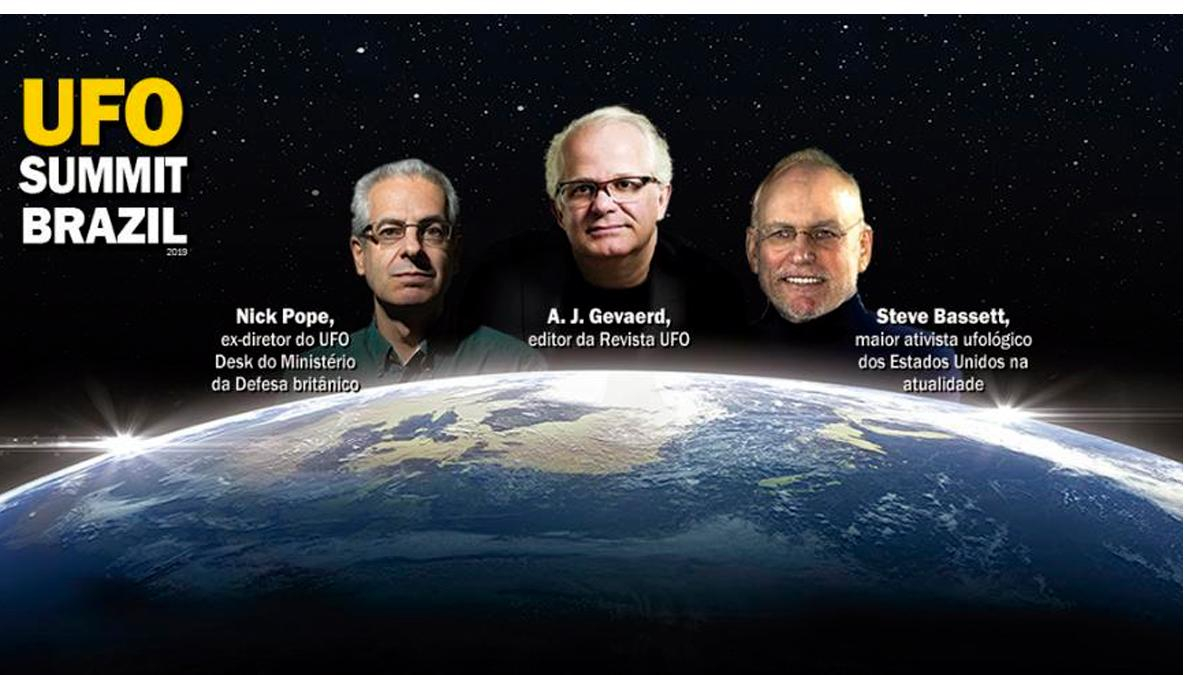 UFO
SUMMIT
BRAZIL
2019
Nick Pope,
ex-diretor do UFO
Desk do Ministério
da Defesa britânico
A. J. Gevaerd,
editor da Revista UFO
Steve Bassett,
maior ativista ufológico
dos Estados Unidos na
atualidade